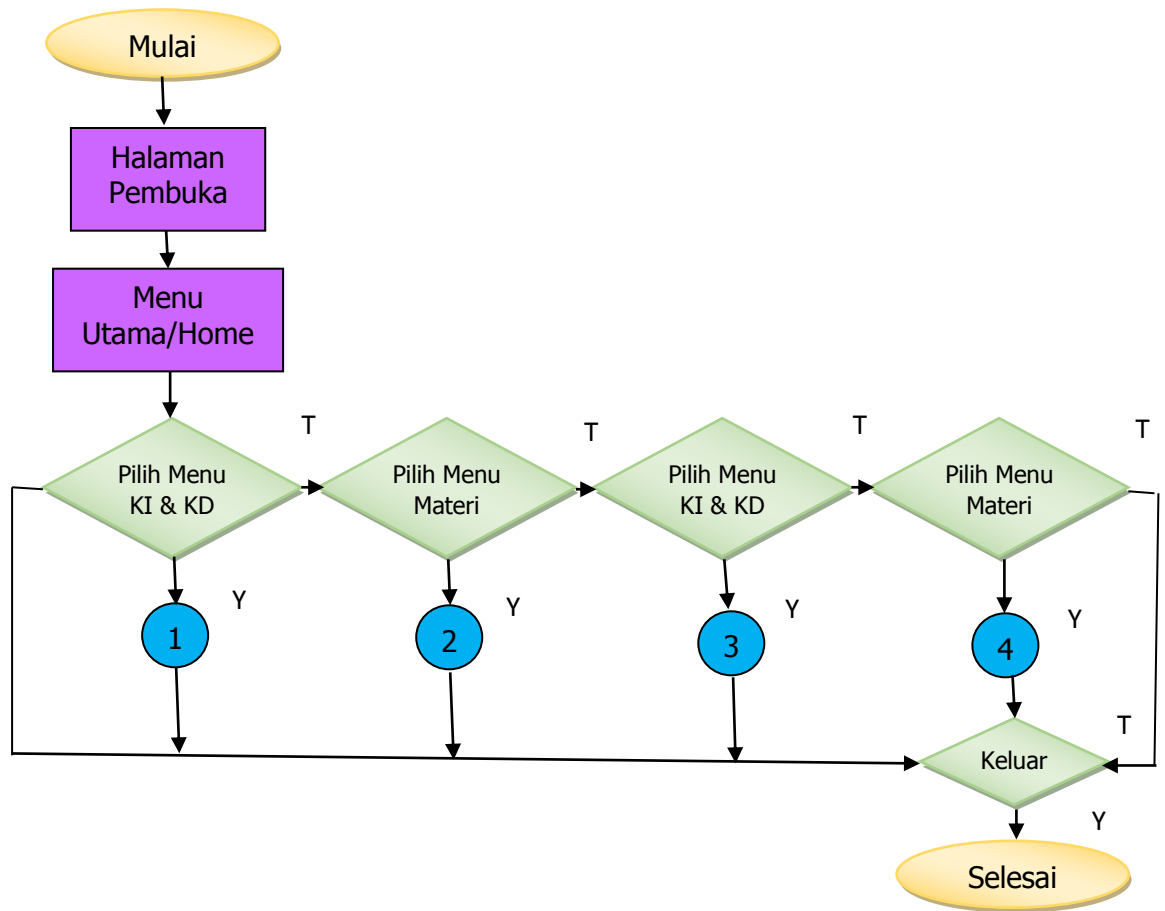 Mulai
Halaman
Pembuka
Menu
Utama/Home
T
T
T
T
Pilih Menu
KI & KD
Pilih Menu
Materi
Pilih Menu
KI & KD
Pilih Menu
Materi
Y
Y
Y
Y
1
2
3
4
T
Keluar
Y
Selesai